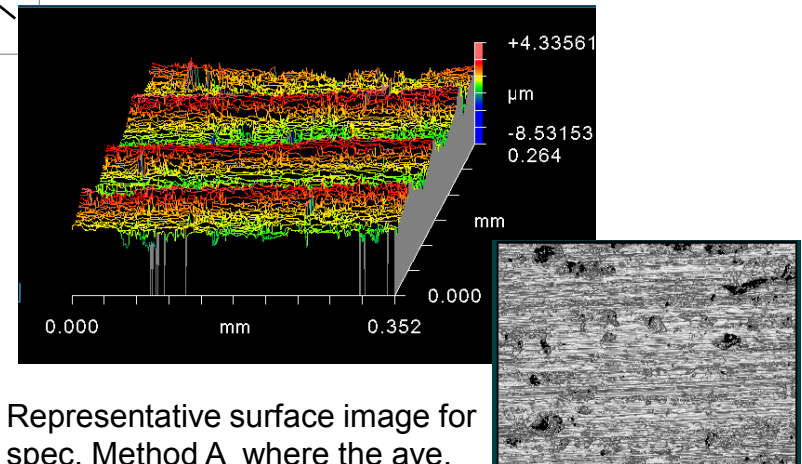 +4.33561
µm
-8.53153
0.264
mm
0.000
0.000 mm 0.352
Representative surface image for
spec. Method A where the ave.